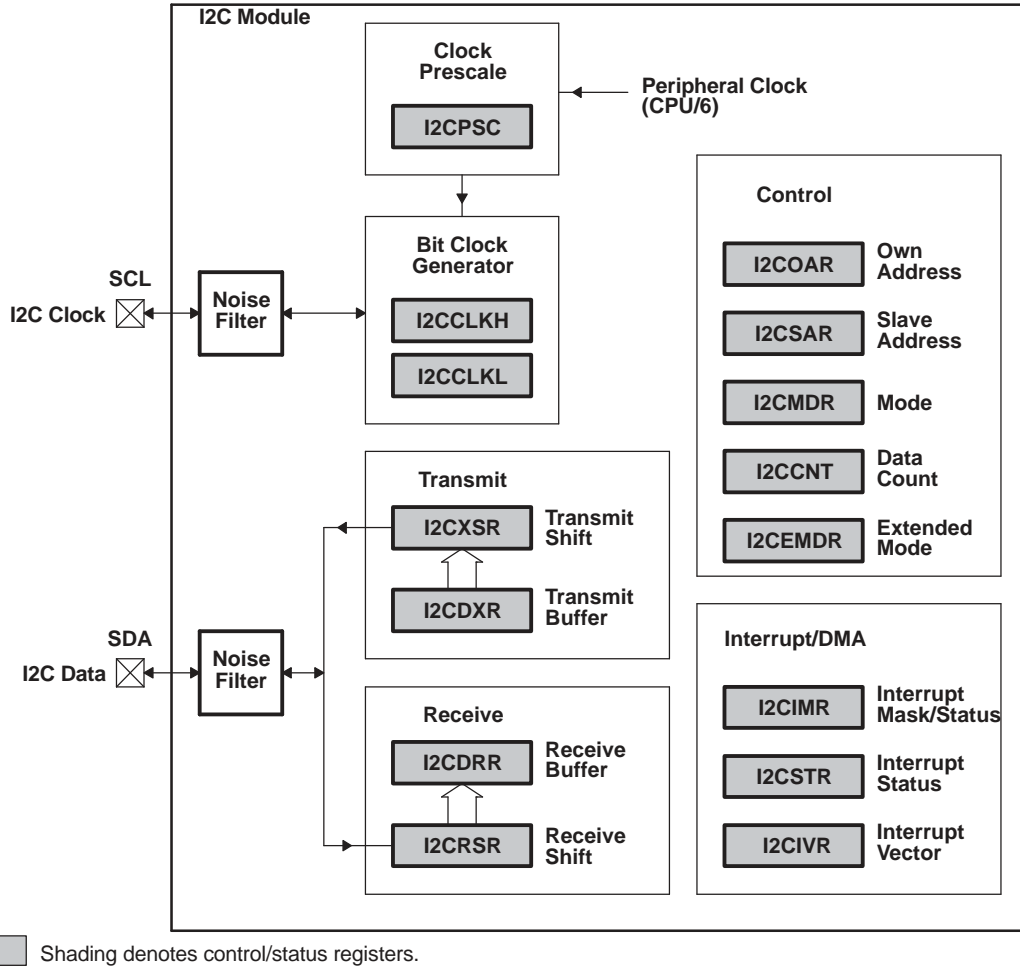 I2C Module
Clock
Prescale
I2CPSC
Peripheral Clock
(CPU/6)
Bit Clock
Generator
I2CCLKH
I2CCLKL
SCL
I2C Clock
Noise
Filter
Control
I2COAR
Own
Address
I2CSAR
Slave
Address
I2CMDR
Mode
I2CCNT
Data
Count
I2CEMDR
Extended
Mode
Transmit
I2CXSR
Transmit
Shift
I2CDXR
Transmit
Buffer
SDA
I2C Data
Noise
Filter
Receive
I2CDRR
Receive
Buffer
I2CRSR
Receive
Shift
Interrupt/DMA
I2CIMR
Interrupt
Mask/Status
I2CSTR
Interrupt
Status
I2CIVR
Interrupt
Vector
Shading denotes control/status registers.